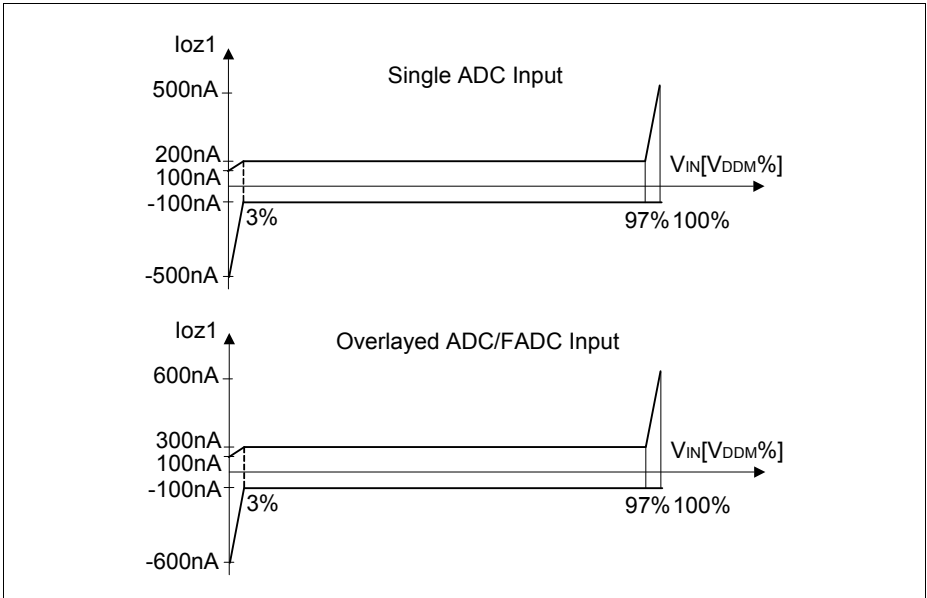 Ioz1
Single ADC Input
500nA
200nA
VIN[VDDM%]
100nA
-100nA
3%
97% 100%
-500nA
Ioz1
Overlayed ADC/FADC Input
600nA
300nA
VIN[VDDM%]
100nA
-100nA
3%
97% 100%
-600nA